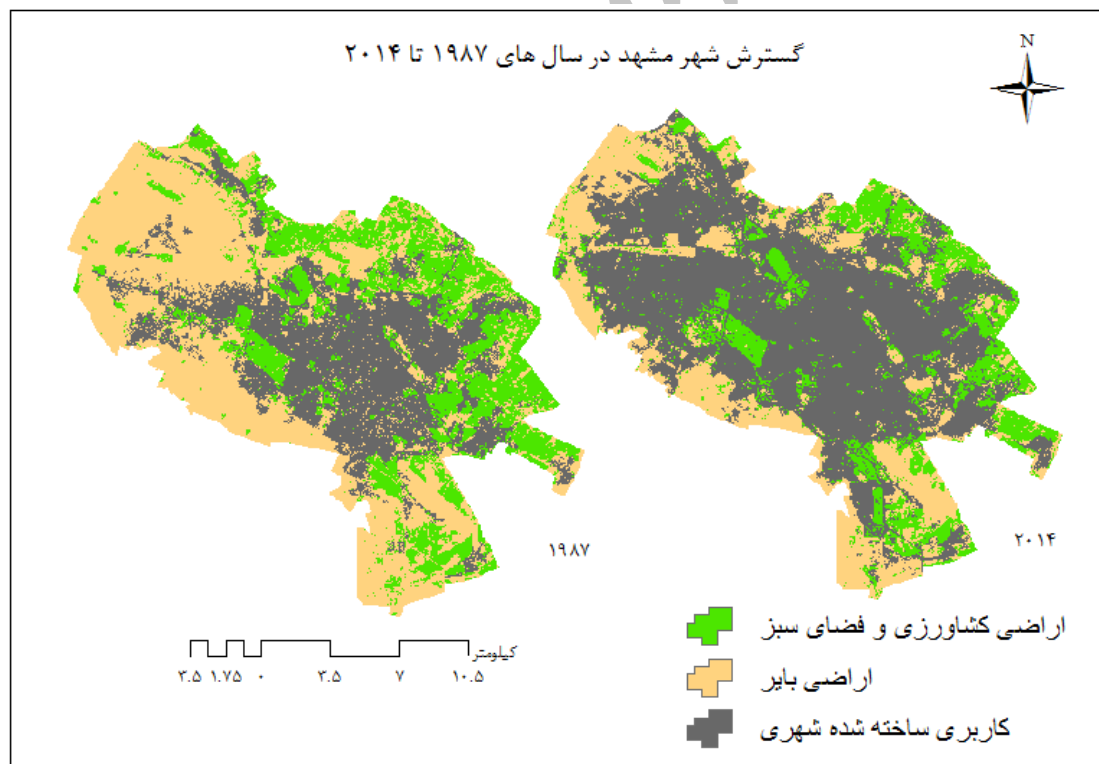 گسترش شهر مشهد در سال های ۱۹۸۷ تا ۲۰۱۴
N
۱۹۸۷
۲۰۱۴
اراضی کشاورزی و فضای سبز
اراضی بایر
کاربری ساخته شده شهری
کیلومتر
۳.۵ ۱.۷۵ ۰ ۳.۵ ۷ ۱۰.۵